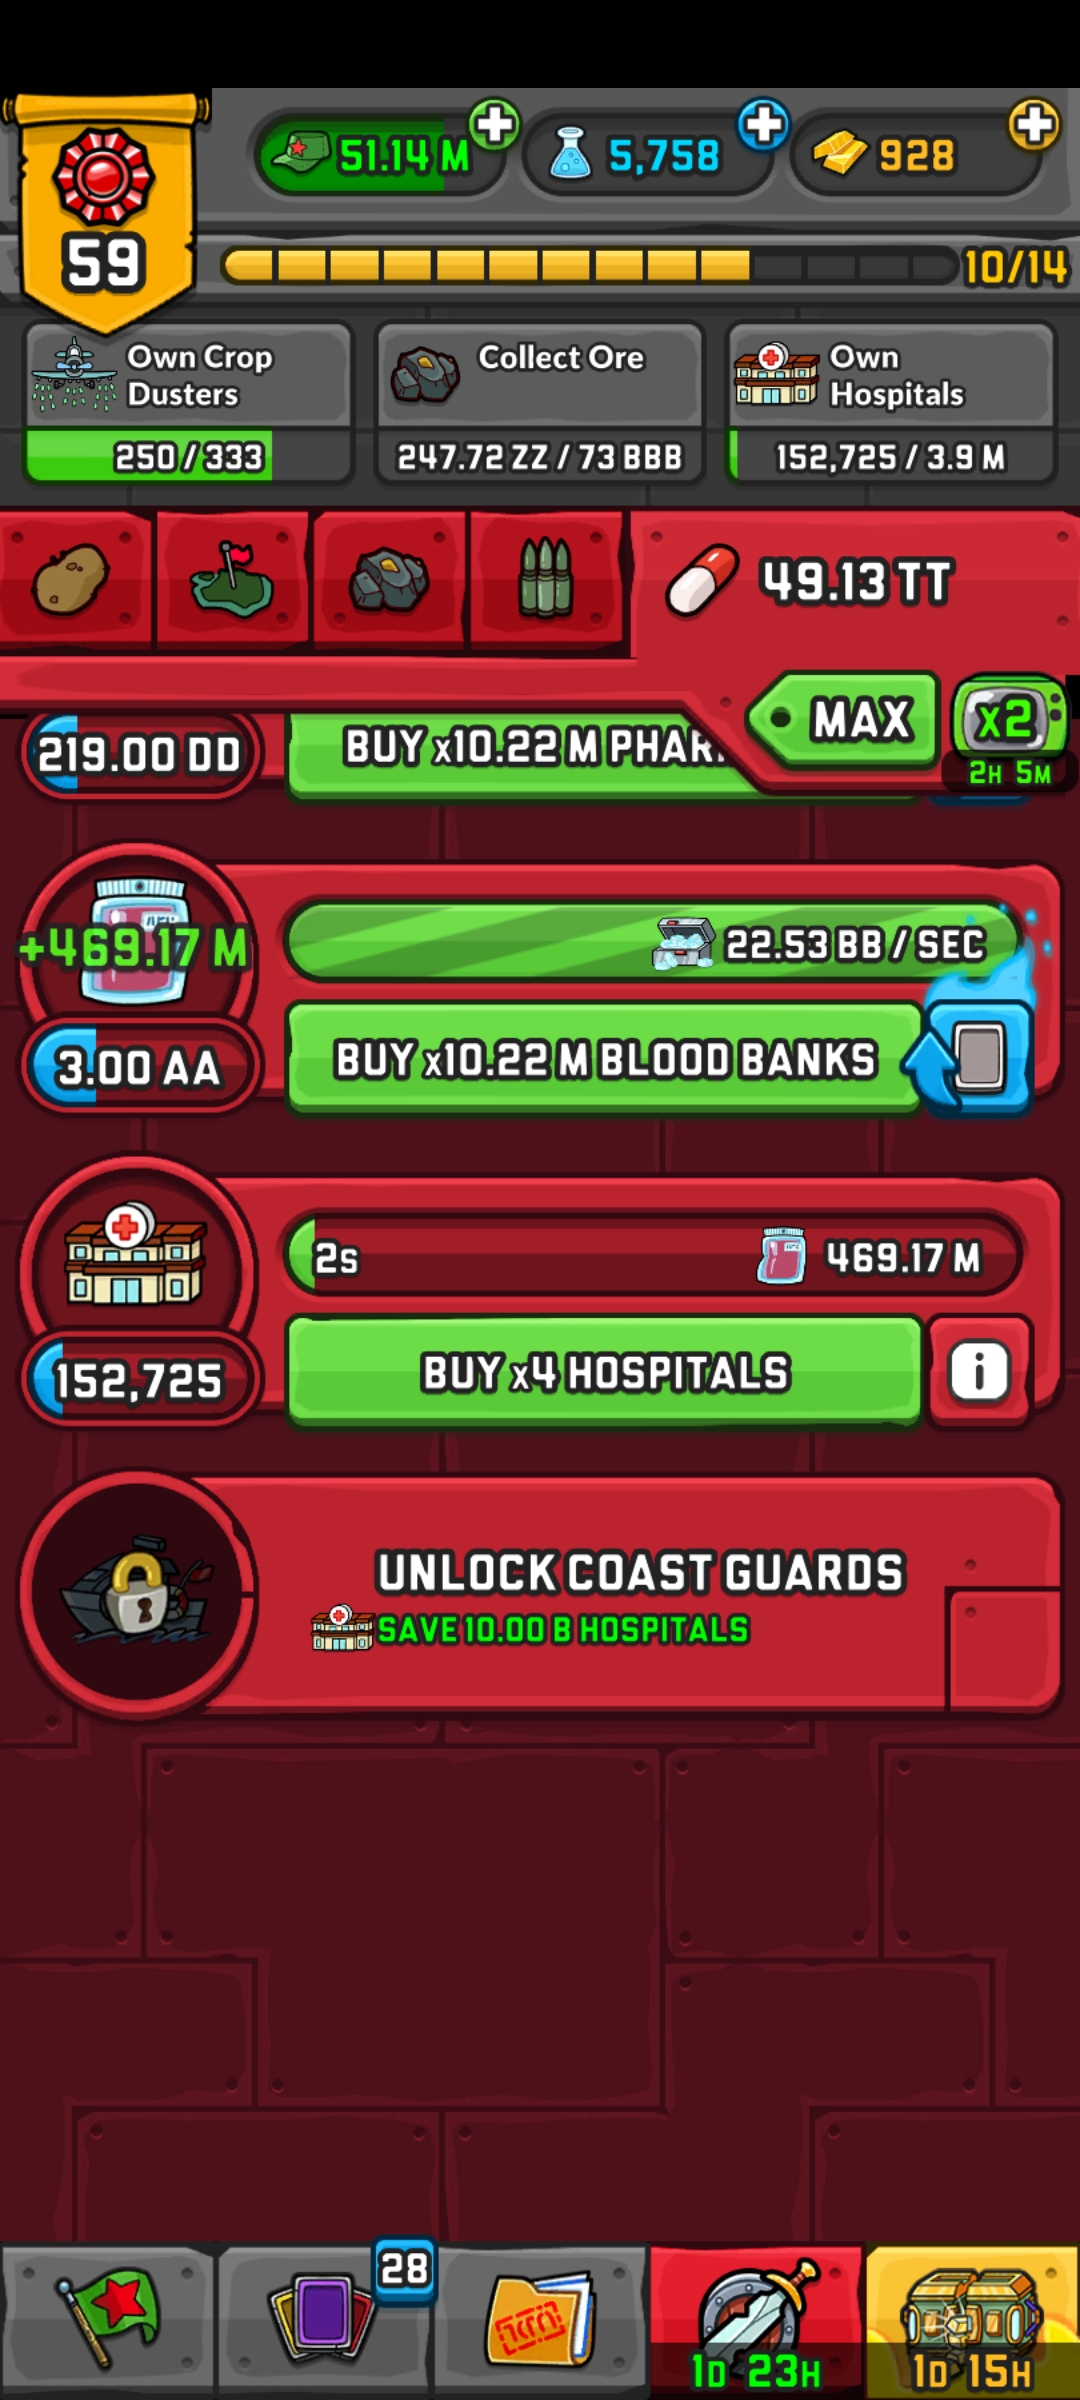 51.14 M
5,758
928
59
10/14
Own Crop
Dusters
250 / 333
Collect Ore
247.72 ZZ / 73 BBB
Own
Hospitals
152,725 / 3.9 M
49.13 TT
MAX
x2
2H 5M
219.00 DD
BUY x10.22 M PHAR
+469.17 M
22.53 BB / SEC
3.00 AA
BUY x10.22 M BLOOD BANKS
2s
469.17 M
152,725
BUY x4 HOSPITALS
i
UNLOCK COAST GUARDS
SAVE 10.00 B HOSPITALS
28
1D 23H
1D 15H